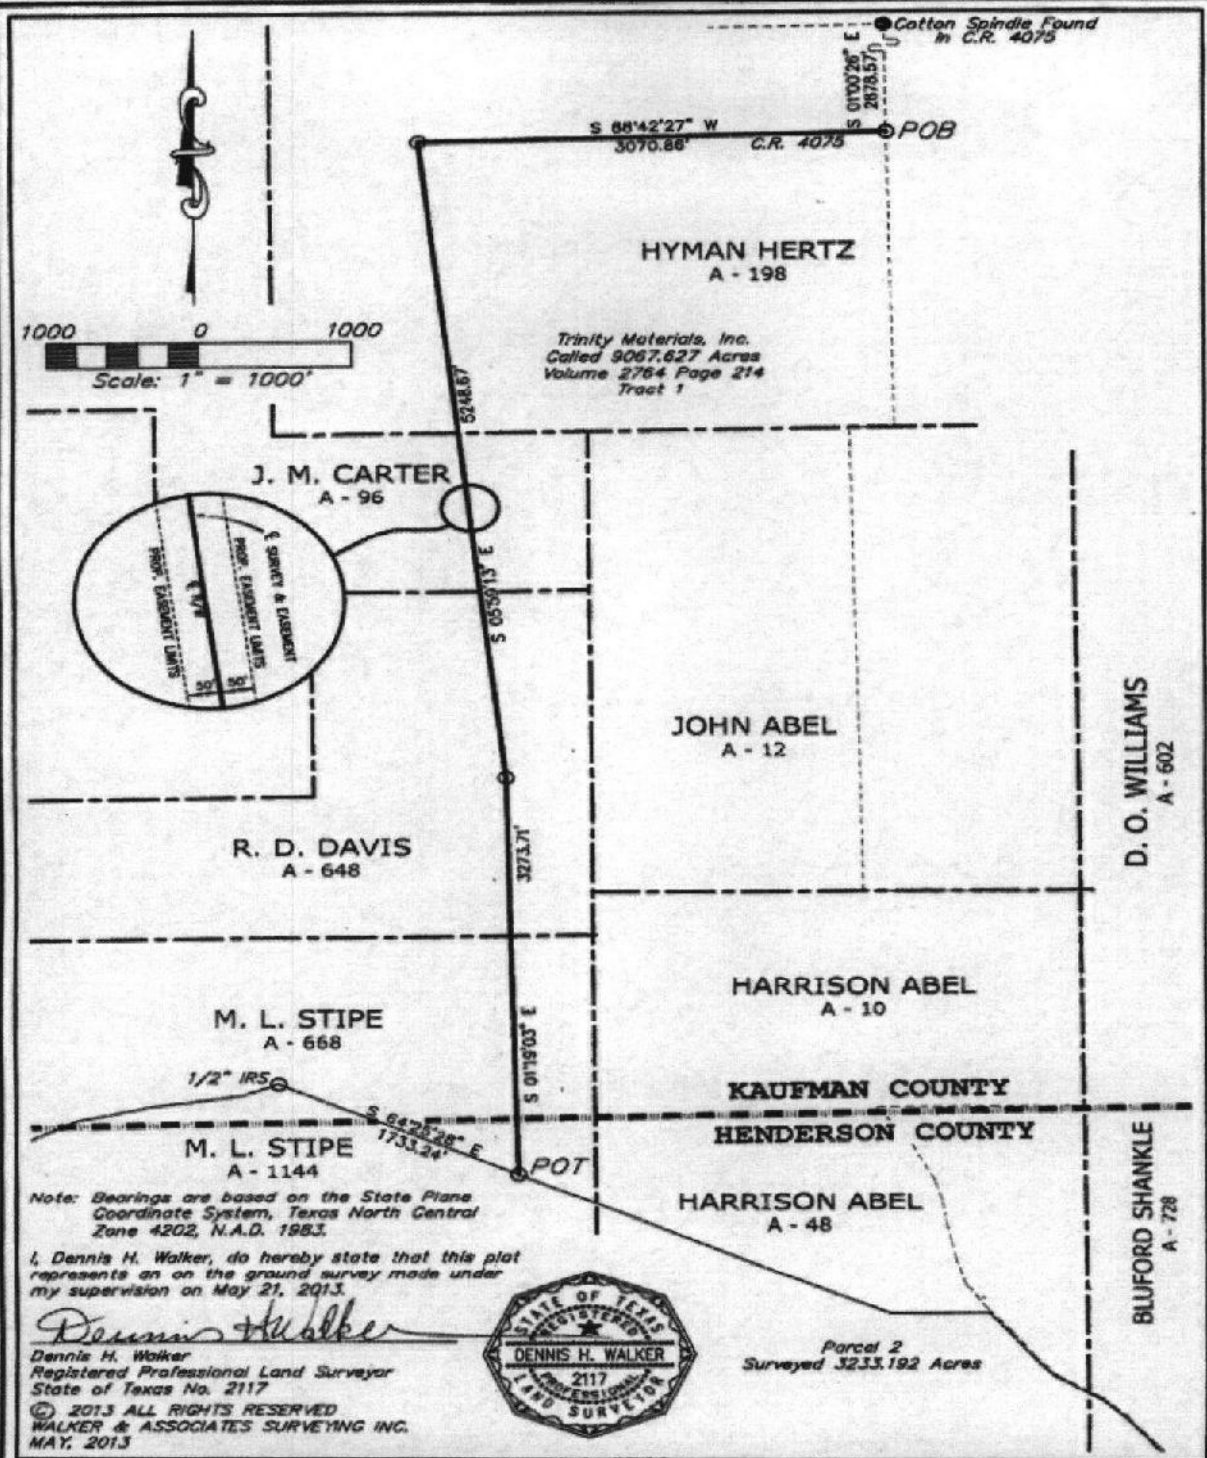 Cotton Spindle Found
in C.R. 4075
S 01°00'26" E
2878.57'
S 88°42'27" W
3070.86'
C.R. 4075
POB
HYMAN HERTZ
A - 198
1000 0 1000
Scale: 1" = 1000'
Trinity Materials, Inc.
Called 9067.627 Acres
Volume 2764 Page 214
Tract 1
5248.67'
J. M. CARTER
A - 96
℄ SURVEY & EASEMENT
PROP. EASEMENT LIMITS
℄ R/W
PROP. EASEMENT LIMITS
50' 50'
S 05°59'13" E
JOHN ABEL
A - 12
D. O. WILLIAMS
A - 602
R. D. DAVIS
A - 648
3273.71'
HARRISON ABEL
A - 10
M. L. STIPE
A - 668
S 01°19'03" E
1/2" IRS
KAUFMAN COUNTY
HENDERSON COUNTY
S 64°28'28" E
1733.24'
M. L. STIPE
A - 1144
POT
HARRISON ABEL
A - 48
BLUFORD SHANKLE
A - 728
Note: Bearings are based on the State Plane
Coordinate System, Texas North Central
Zone 4202, N.A.D. 1983.
I, Dennis H. Walker, do hereby state that this plat
represents an on the ground survey made under
my supervision on May 21, 2013.
Dennis H Walker
Dennis H. Walker
Registered Professional Land Surveyor
State of Texas No. 2117
© 2013 ALL RIGHTS RESERVED
WALKER & ASSOCIATES SURVEYING INC.
MAY, 2013
STATE OF TEXAS
REGISTERED
DENNIS H. WALKER
2117
PROFESSIONAL
LAND SURVEYOR
Parcel 2
Surveyed 3233.192 Acres